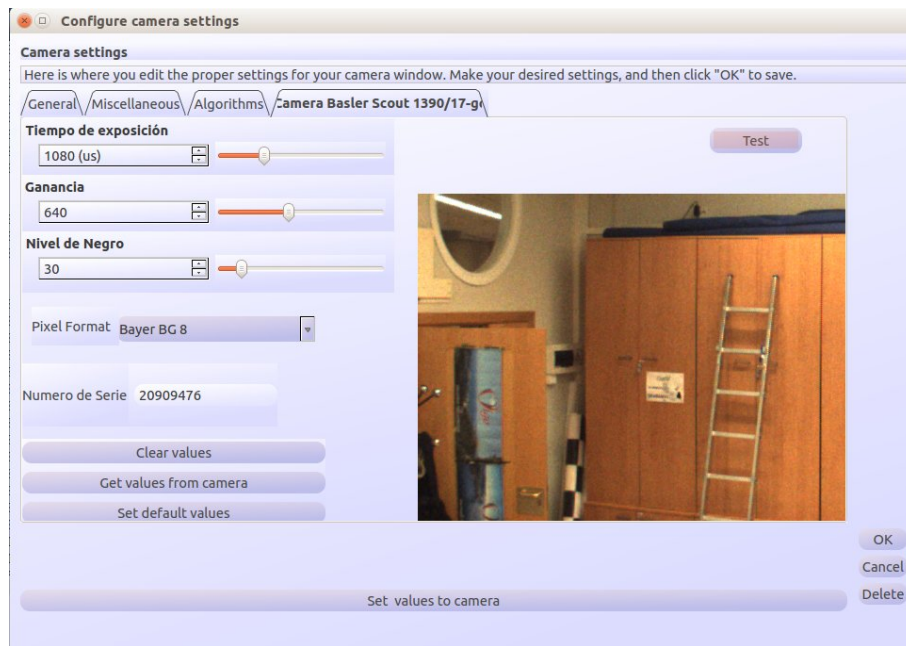 Configure camera settings
Camera settings
Here is where you edit the proper settings for your camera window. Make your desired settings, and then click "OK" to save.
General
Miscellaneous
Algorithms
Camera Basler Scout 1390/17-g
Tiempo de exposición
1080 (us)
Test
Ganancia
640
Nivel de Negro
30
Pixel Format
Bayer BG 8
Numero de Serie
20909476
Clear values
Get values from camera
Set default values
OK
Cancel
Delete
Set values to camera